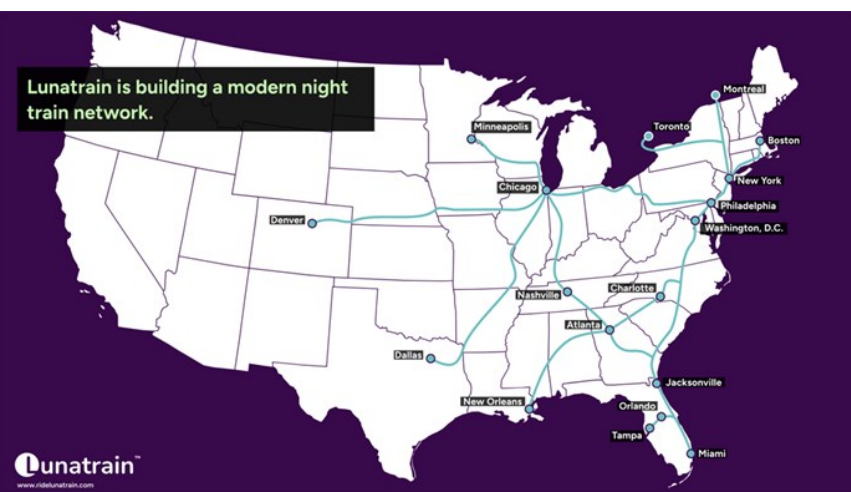 Lunatrain is building a modern night
train network.
Montreal
Toronto
Minneapolis
Boston
New York
Chicago
Philadelphia
Denver
Washington, D.C.
Charlotte
Nashville
Atlanta
Dallas
Jacksonville
New Orleans
Orlando
Tampa
Miami
Lunatrain™
www.ridelunatrain.com